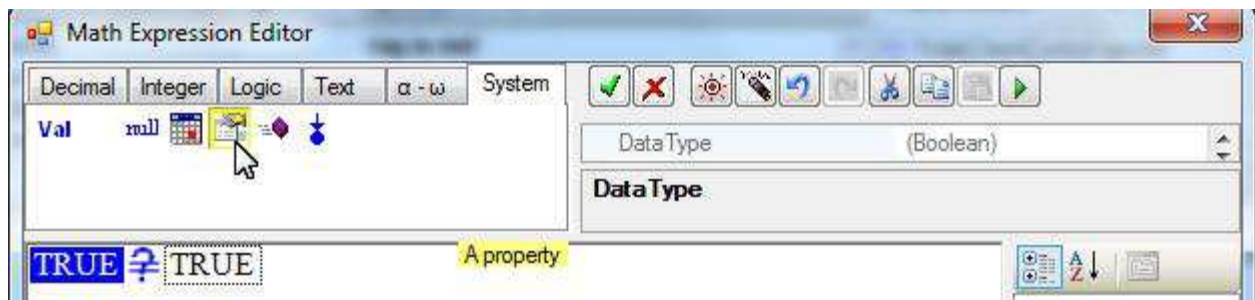 Math Expression Editor
Decimal Integer Logic Text α - ω System
Val null
DataType (Boolean)
DataType
TRUE TRUE
A property